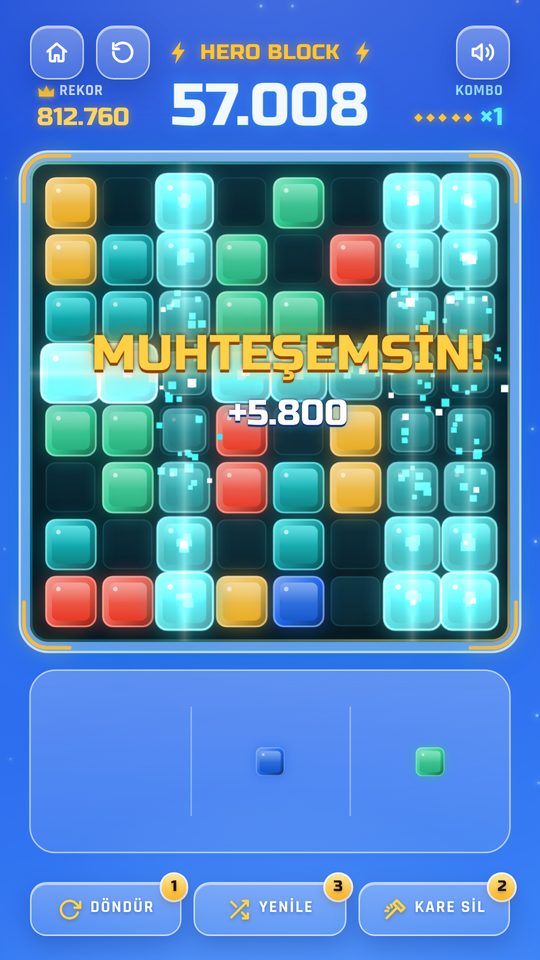 HERO BLOCK
REKOR
812.760
57.008
KOMBO
×1
MUHTEŞEMSİN!
+5.800
1
DÖNDÜR
3
YENİLE
2
KARE SİL